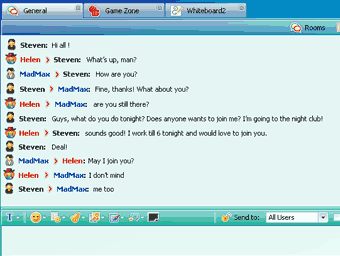 General Game Zone Whiteboard2
Rooms
Steven: Hi all !
Helen > Steven: What's up, man?
MadMax > Steven: How are you?
Steven > MadMax: Fine, thanks! What about you?
Helen > MadMax: are you still there?
Steven: Guys, what do you do tonight? Does anyone wants to join me? I'm going to the night club!
Helen > Steven: sounds good! I work till 6 tonight and would love to join you.
Steven: Deal!
MadMax > Helen: May I join you?
Helen > MadMax: I don't mind
Steven > MadMax: me too
T Send to: All Users